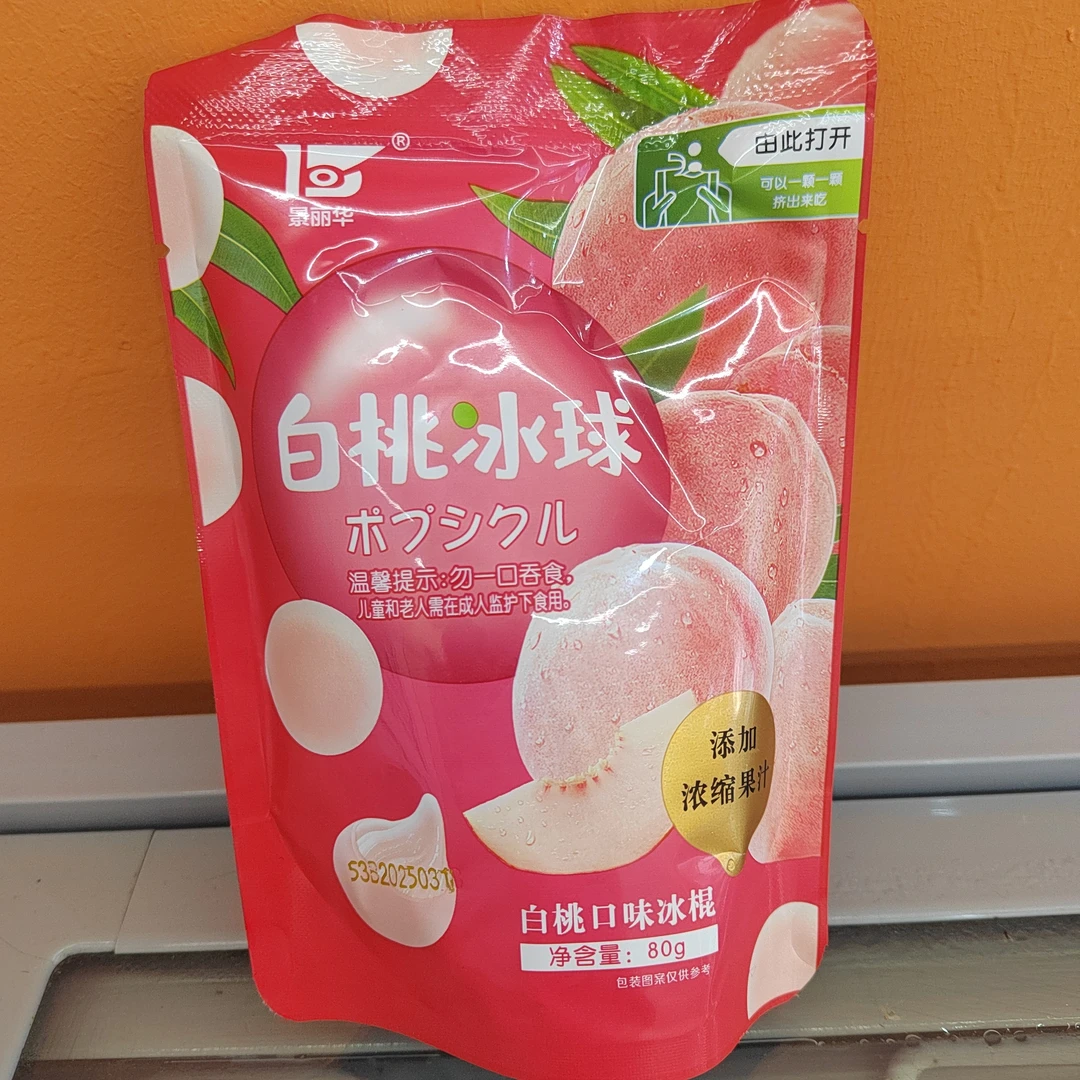 ®
景丽华
由此打开
可以一颗一颗
挤出来吃
白桃冰球
ポプシクル
温馨提示:勿一口吞食,
儿童和老人需在成人监护下食用。
添加
浓缩果汁
白桃口味冰棍
净含量: 80g
包装图案仅供参考